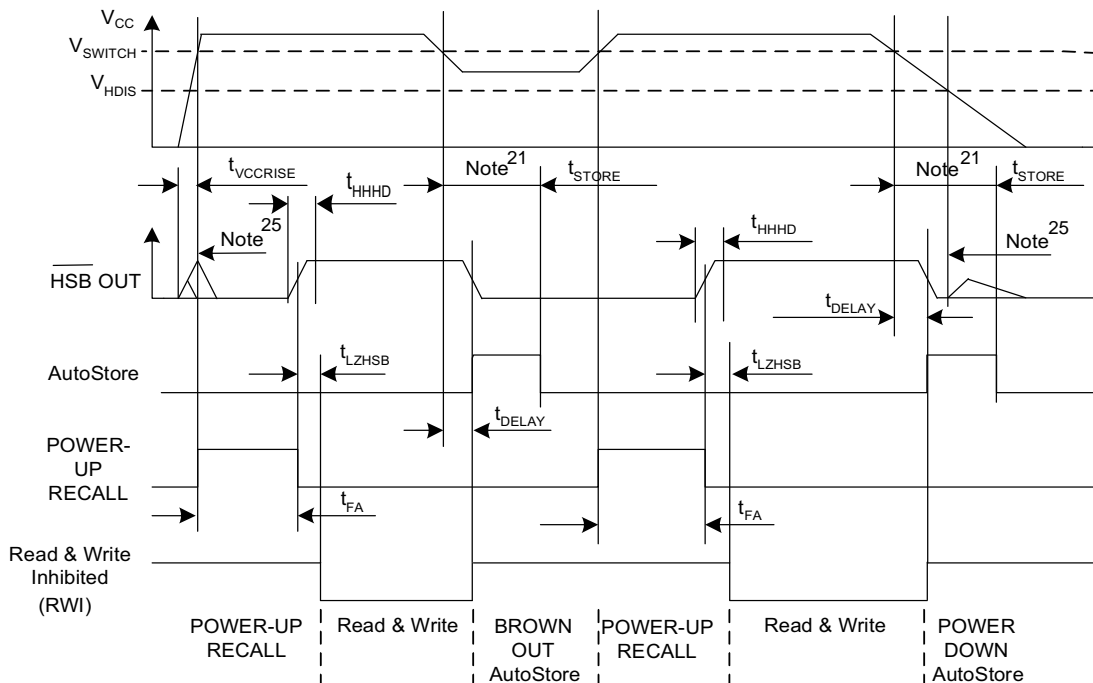 VCC
VSWITCH
VHDIS
tVCCRISE
Note21
tSTORE
Note21
tSTORE
tHHHD
Note25
tHHHD
Note25
HSB OUT
tDELAY
tLZHSB
tLZHSB
AutoStore
tDELAY
POWER-
UP
RECALL
tFA
tFA
Read & Write
Inhibited
(RWI)
POWER-UP
RECALL
Read & Write
BROWN
OUT
AutoStore
POWER-UP
RECALL
Read & Write
POWER
DOWN
AutoStore